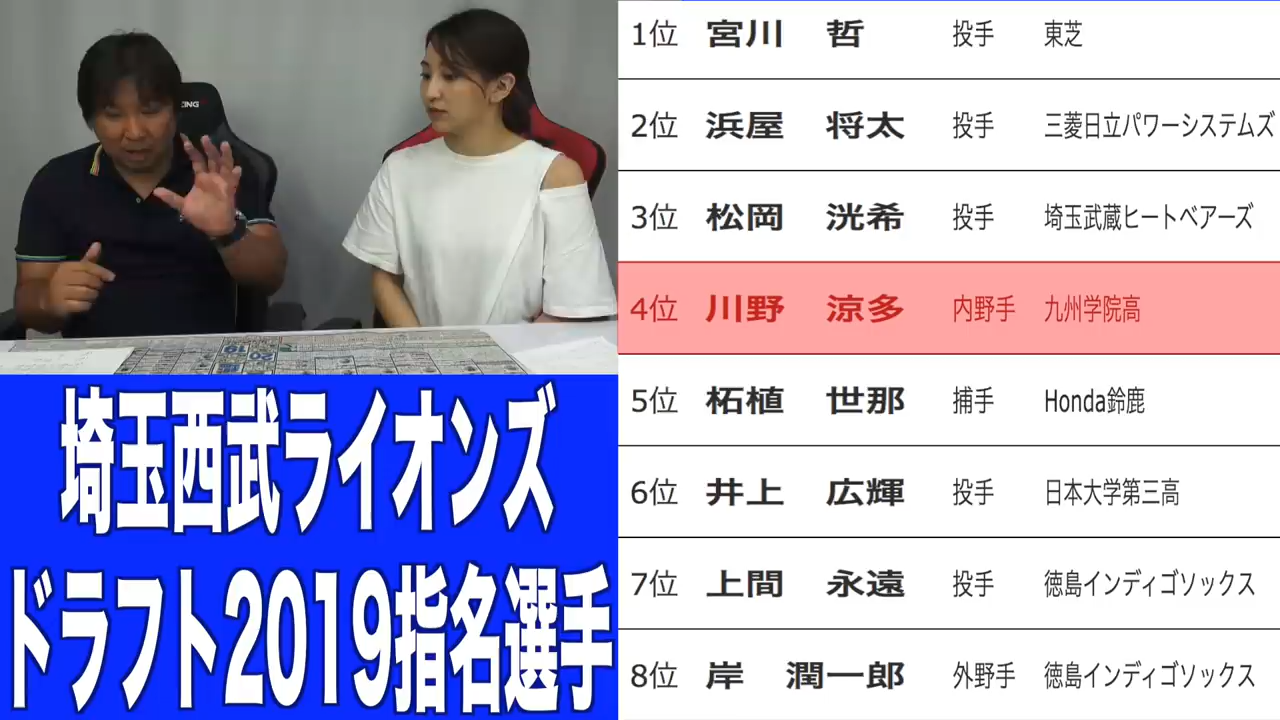 埼玉西武ライオンズ
ドラフト2019指名選手
1位 宮川 哲 投手 東芝
2位 浜屋 将太 投手 三菱日立パワーシステムズ
3位 松岡 洸希 投手 埼玉武蔵ヒートベアーズ
4位 川野 涼多 内野手 九州学院高
5位 柘植 世那 捕手 Honda鈴鹿
6位 井上 広輝 投手 日本大学第三高
7位 上間 永遠 投手 徳島インディゴソックス
8位 岸 潤一郎 外野手 徳島インディゴソックス
2019